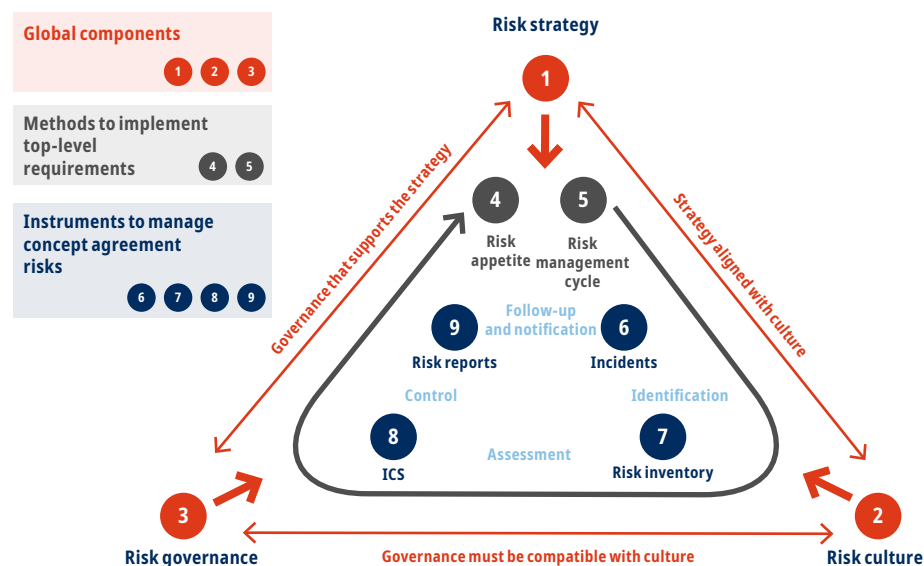 Global components
1 2 3
Methods to implement
top-level
requirements
4 5
Instruments to manage
concept agreement
risks
6 7 8 9
Risk strategy
1
Governance that supports the strategy
Strategy aligned with culture
4
Risk
appetite
5
Risk
management
cycle
Follow-up
and notification
9
Risk reports
6
Incidents
Control
Identification
8
ICS
7
Risk inventory
Assessment
3
Risk governance
2
Risk culture
Governance must be compatible with culture